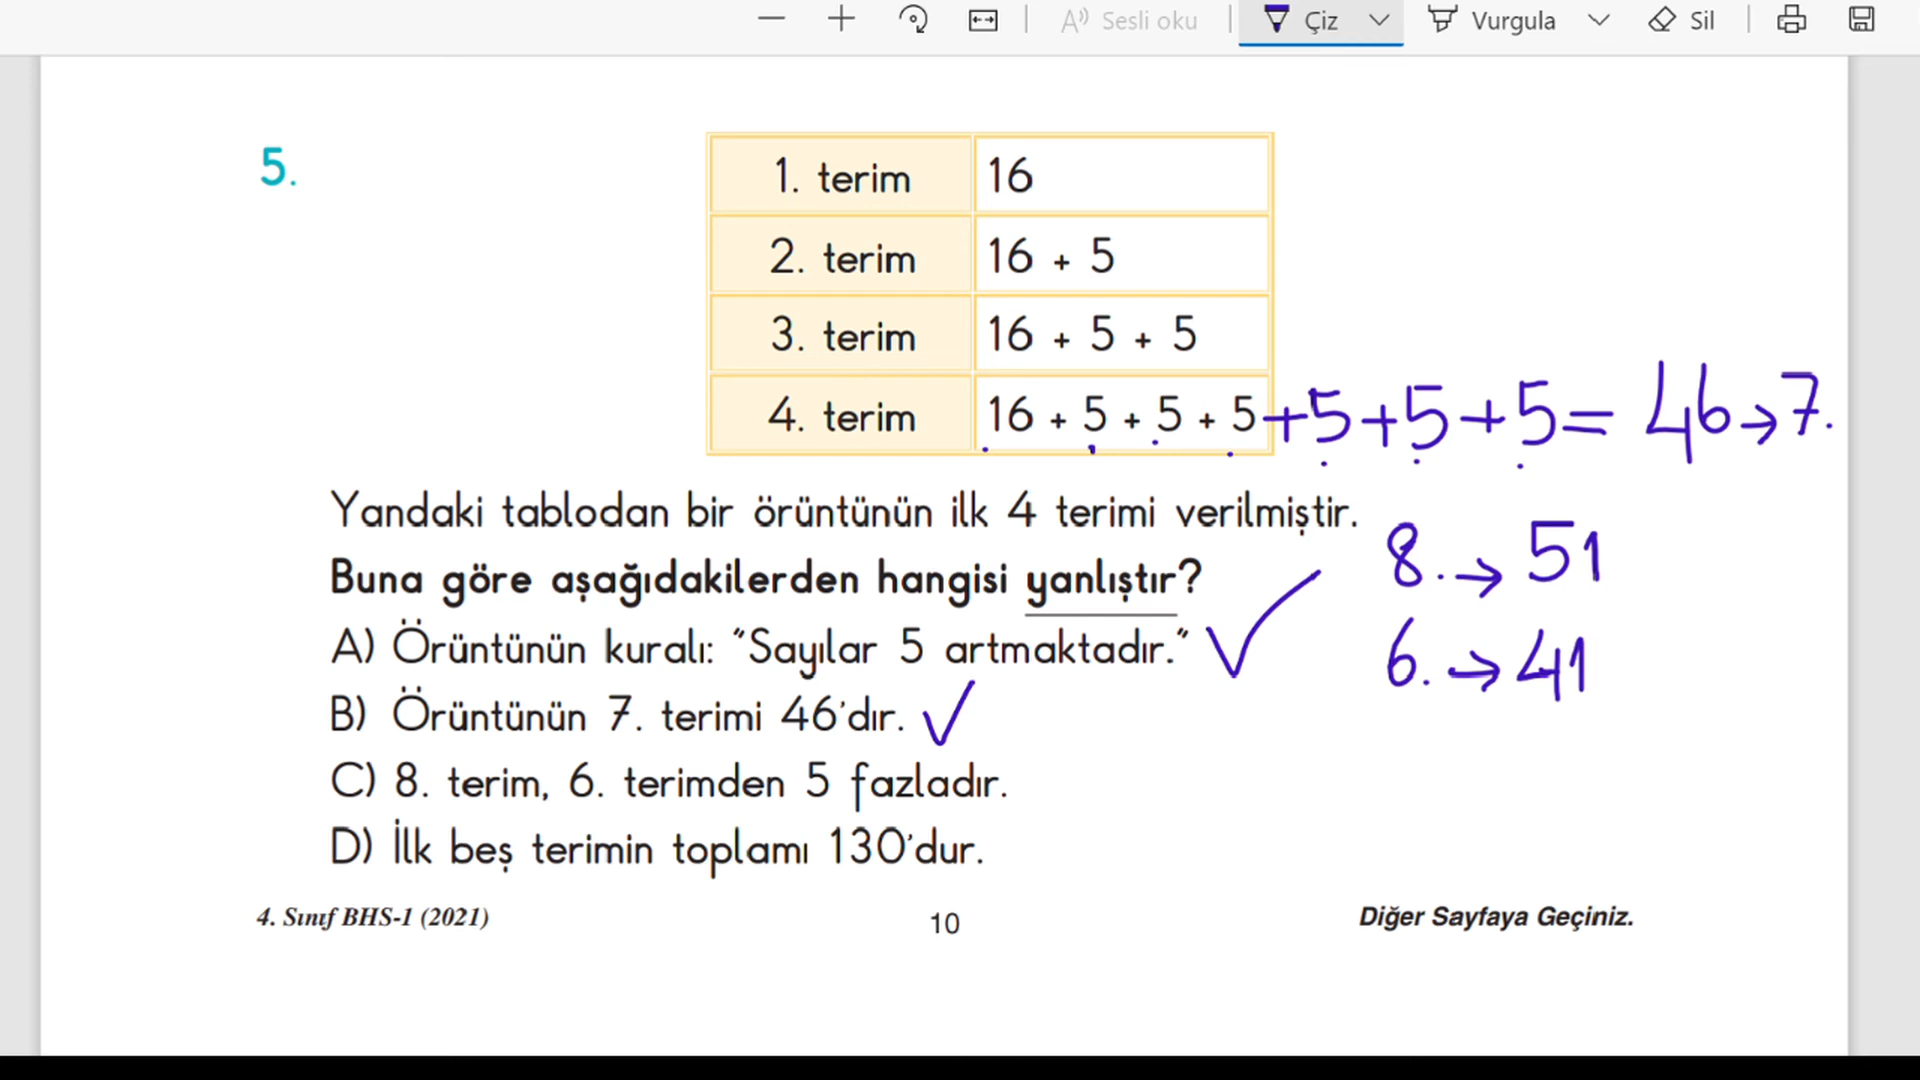 Sesli oku Çiz Vurgula Sil
5.
1. terim 16
2. terim 16 + 5
3. terim 16 + 5 + 5
4. terim 16 + 5 + 5 + 5 +5+5+5= 46→7.
Yandaki tablodan bir örüntünün ilk 4 terimi verilmiştir.
8.→ 51
Buna göre aşağıdakilerden hangisi yanlıştır?
6.→41
A) Örüntünün kuralı: "Sayılar 5 artmaktadır."
B) Örüntünün 7. terimi 46'dır.
C) 8. terim, 6. terimden 5 fazladır.
D) İlk beş terimin toplamı 130'dur.
4. Sınıf BHS-1 (2021) 10 Diğer Sayfaya Geçiniz.